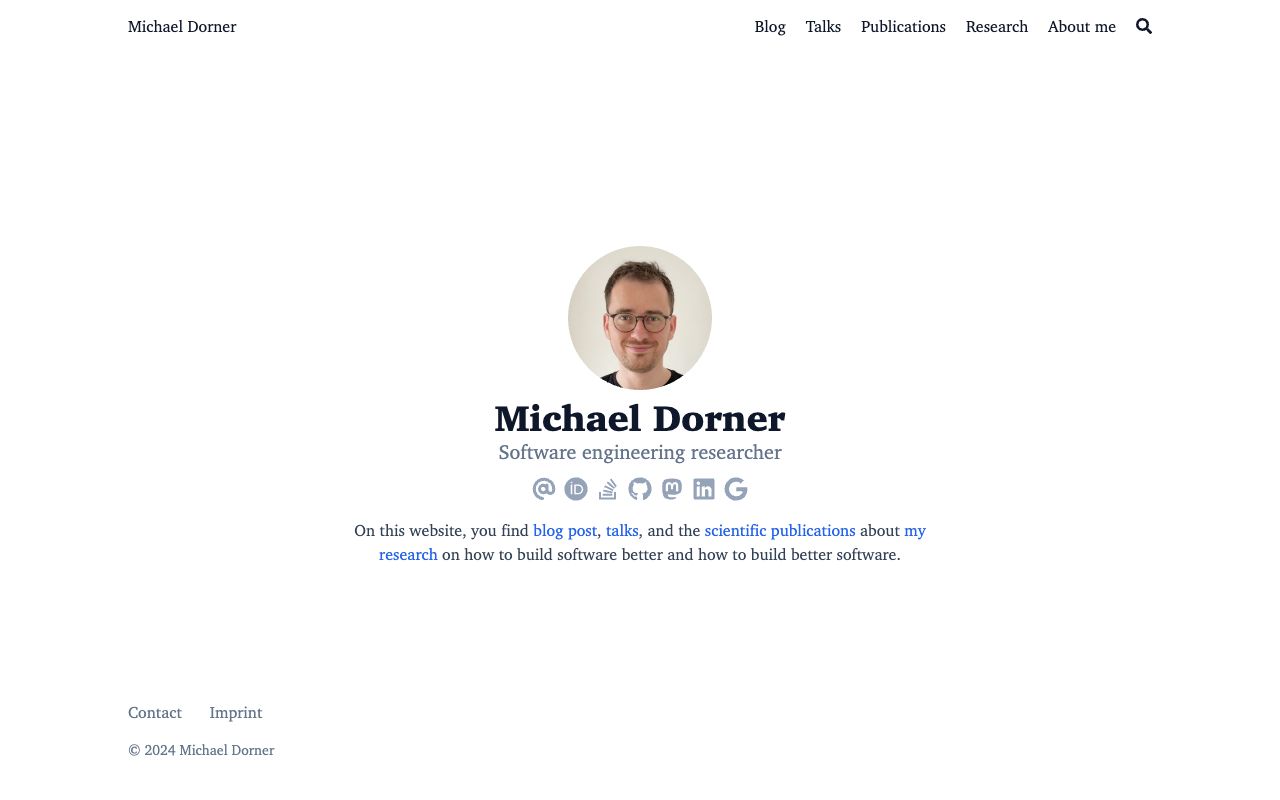 Michael Dorner
Blog Talks Publications Research About me
Michael Dorner
Software engineering researcher
On this website, you find blog post, talks, and the scientific publications about my
research on how to build software better and how to build better software.
Contact Imprint
© 2024 Michael Dorner